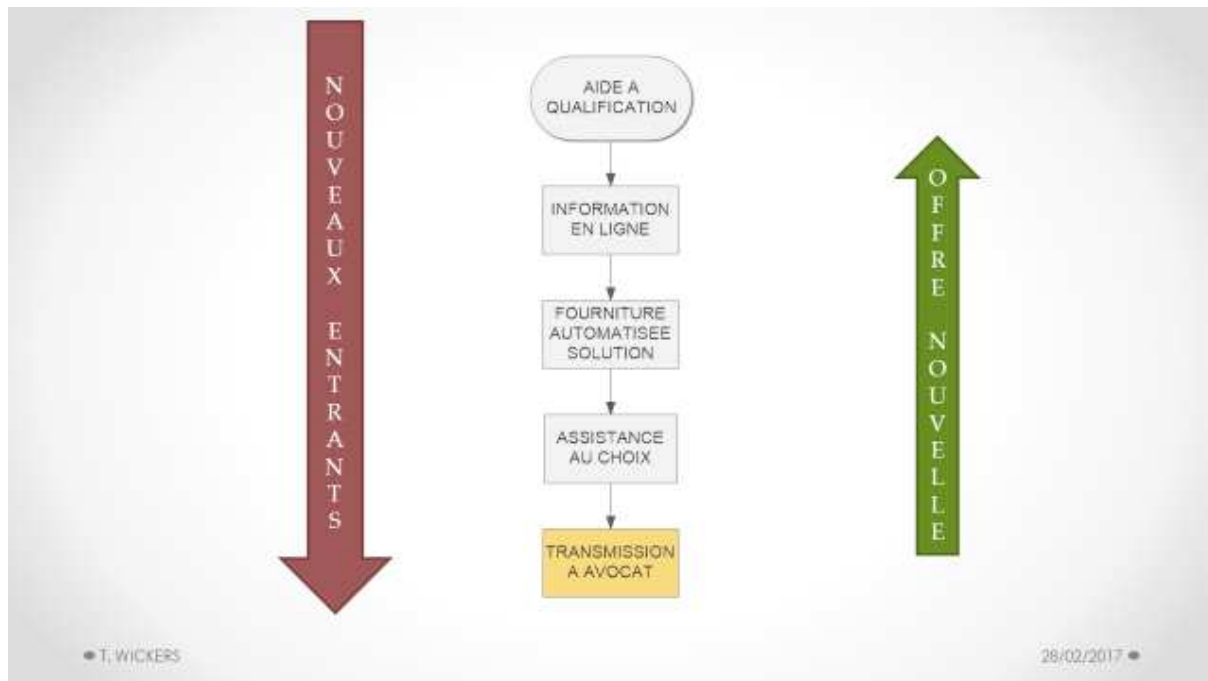 NOUVEAUX ENTRANTS
AIDE A
QUALIFICATION
INFORMATION
EN LIGNE
FOURNITURE
AUTOMATISEE
SOLUTION
ASSISTANCE
AU CHOIX
TRANSMISSION
A AVOCAT
OFFRE NOUVELLE
T. WICKERS
28/02/2017